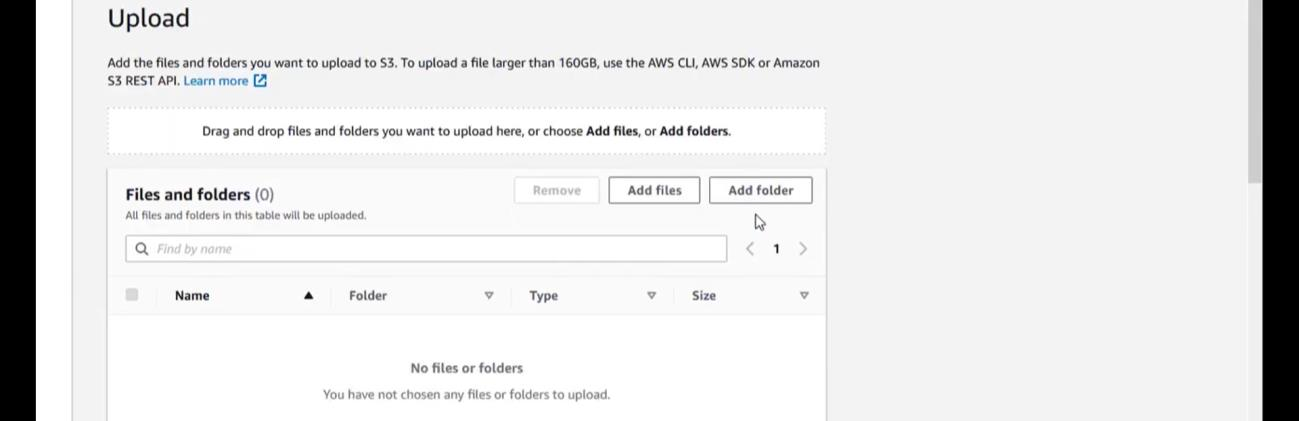 Upload
Add the files and folders you want to upload to S3. To upload a file larger than 160GB, use the AWS CLI, AWS SDK or Amazon
S3 REST API. Learn more
Drag and drop files and folders you want to upload here, or choose Add files, or Add folders.
Files and folders (0)
Remove
Add files
Add folder
All files and folders in this table will be uploaded.
Find by name
1
Name
Folder
Type
Size
No files or folders
You have not chosen any files or folders to upload.